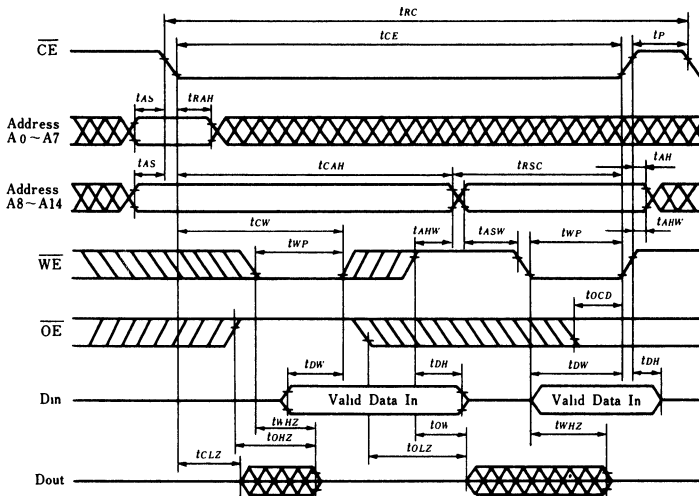 tRC
tCE
tP
CE
tAS
tRAH
Address
A0~A7
tCAH
tRSC
tAH
tAS
Address
A8~A14
tCW
tAHW
tWP
tAHW
tASW
tWP
WE
tOCD
OE
tDW
tDH
tDW
tDH
Din
Valid Data In
Valid Data In
tWHZ
tOW
tWHZ
tOHZ
tOLZ
tCLZ
Dout